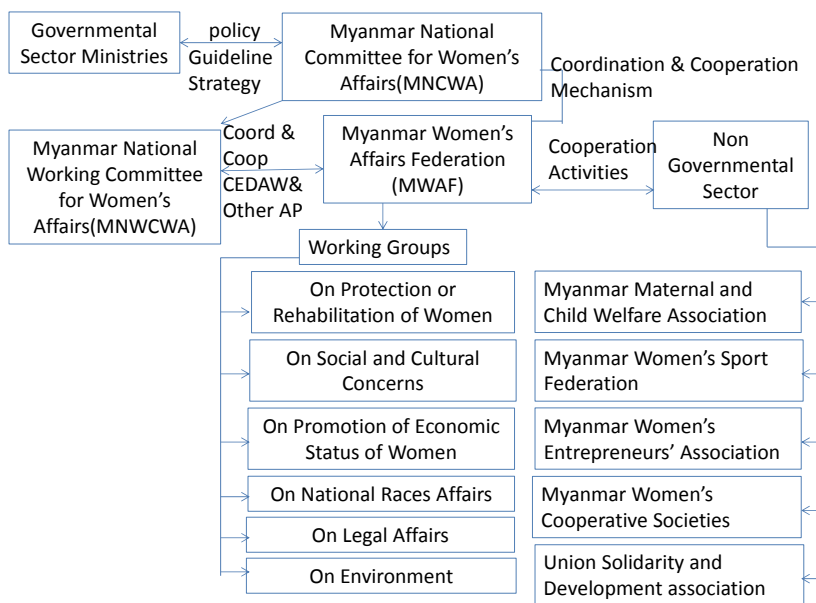 Governmental
Sector Ministries
policy
Guideline
Strategy
Myanmar National
Committee for Women’s
Affairs(MNCWA)
Coordination & Cooperation
Mechanism
Myanmar National
Working Committee
for Women’s
Affairs(MNWCWA)
Coord &
Coop
CEDAW&
Other AP
Myanmar Women’s
Affairs Federation
(MWAF)
Cooperation
Activities
Non
Governmental
Sector
Working Groups
On Protection or
Rehabilitation of Women
On Social and Cultural
Concerns
On Promotion of Economic
Status of Women
On National Races Affairs
On Legal Affairs
On Environment
Myanmar Maternal and
Child Welfare Association
Myanmar Women’s Sport
Federation
Myanmar Women’s
Entrepreneurs’ Association
Myanmar Women’s
Cooperative Societies
Union Solidarity and
Development association